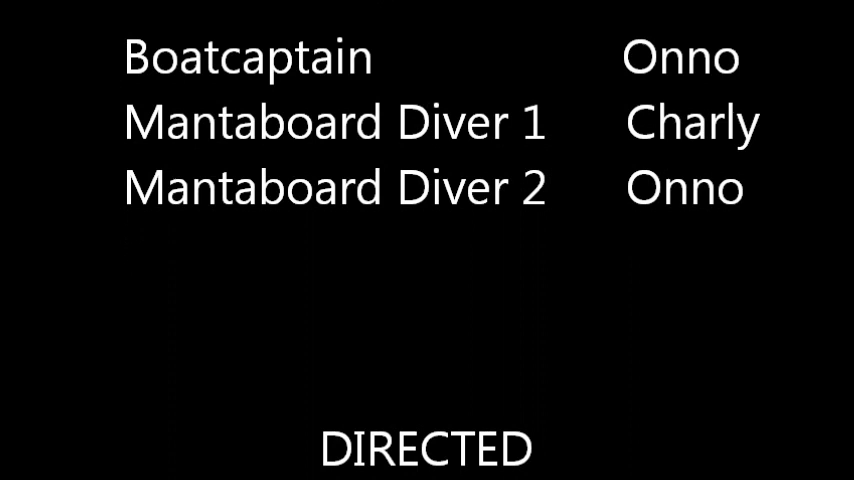 Boatcaptain Onno
Mantaboard Diver 1 Charly
Mantaboard Diver 2 Onno
DIRECTED